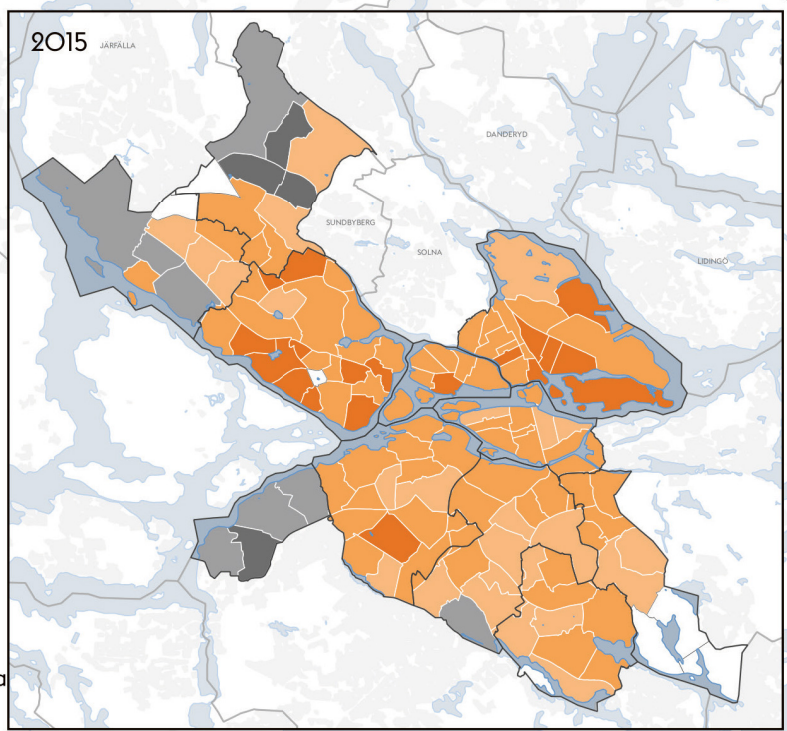 2015
JÄRFÄLLA
DANDERYD
SUNDBYBERG
SOLNA
LIDINGÖ
a